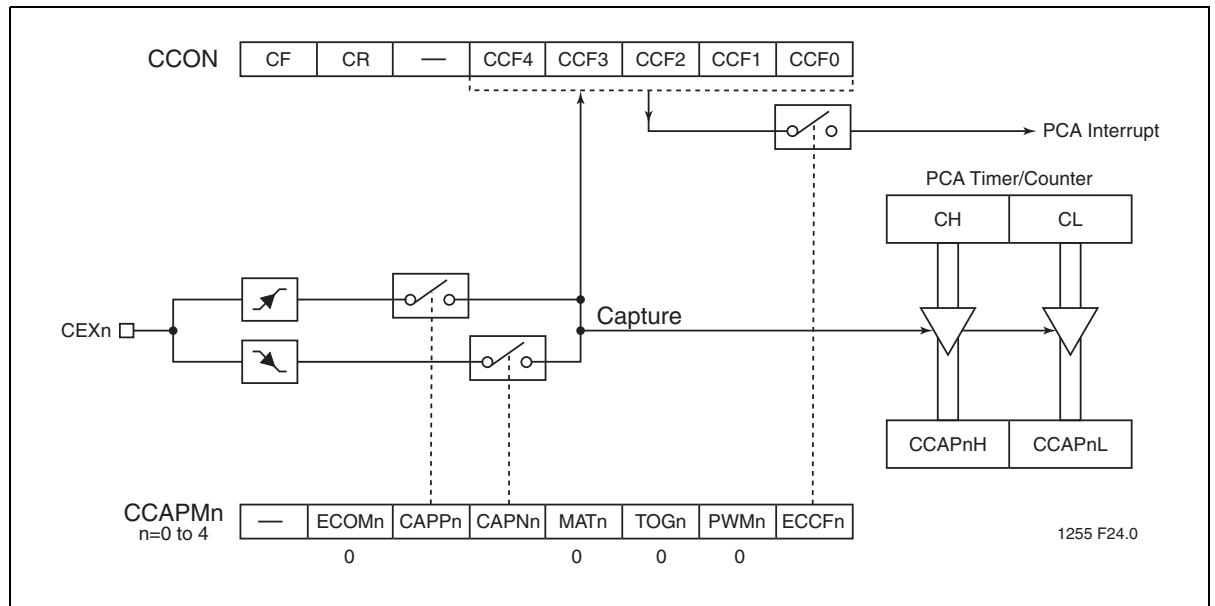 CCON CF CR — CCF4 CCF3 CCF2 CCF1 CCF0
PCA Interrupt
PCA Timer/Counter
CH CL
CEXn
Capture
CCAPnH CCAPnL
CCAPMn
n=0 to 4
— ECOMn CAPPn CAPNn MATn TOGn PWMn ECCFn
0 0 0 0
1255 F24.0